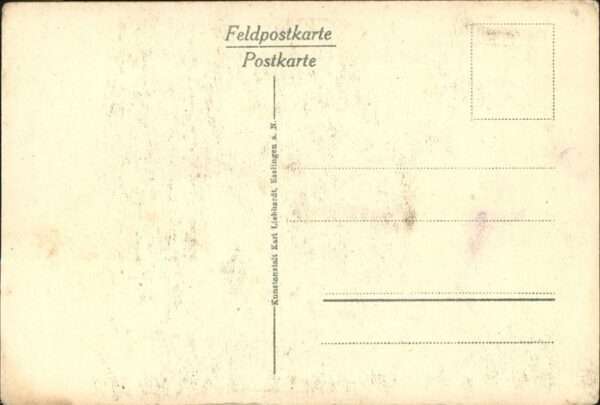 Feldpostkarte
Postkarte
Kunstanstalt Karl Liebhardt, Esslingen a. N.